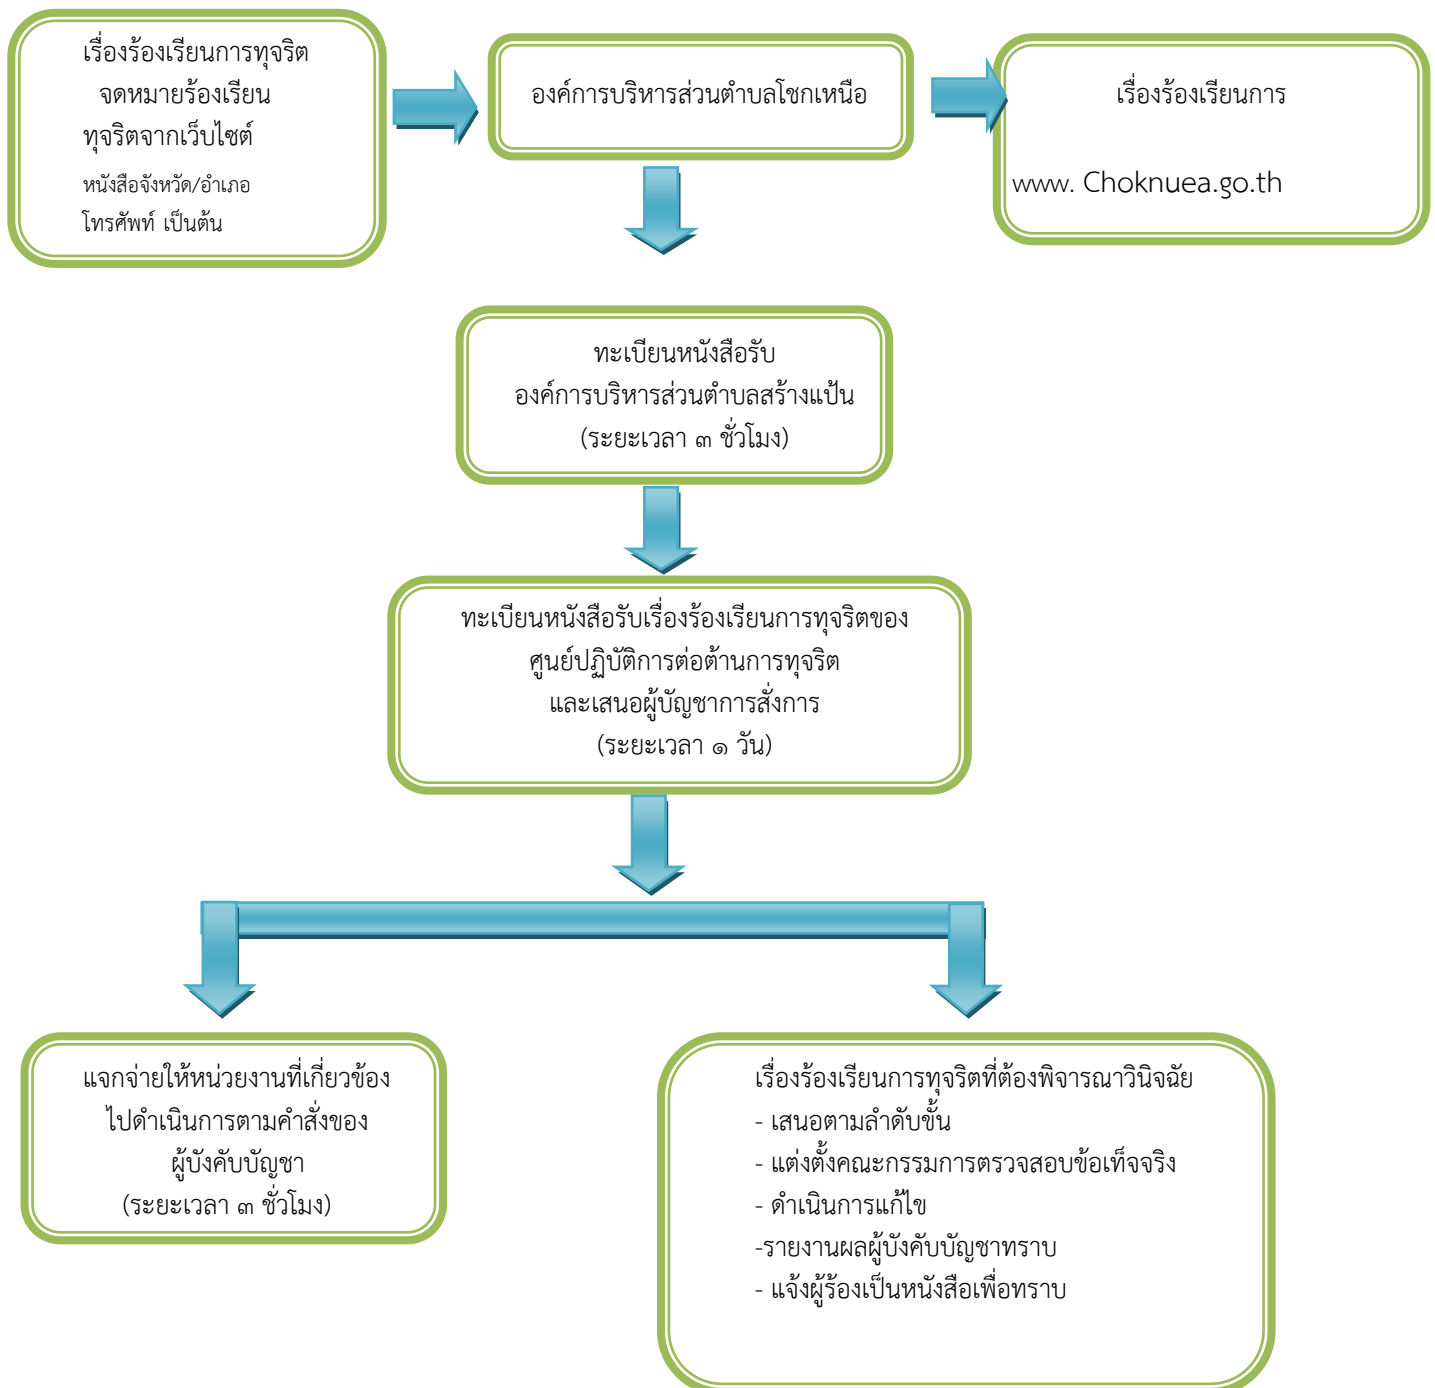 เรื่องร้องเรียนการทุจริต
จดหมายร้องเรียน
ทุจริตจากเว็บไซต์
หนังสือจังหวัด/อำเภอ
โทรศัพท์ เป็นต้น
องค์การบริหารส่วนตำบลโชกเหนือ
เรื่องร้องเรียนการ
www. Choknuea.go.th
ทะเบียนหนังสือรับ
องค์การบริหารส่วนตำบลสร้างแป้น
(ระยะเวลา ๓ ชั่วโมง)
ทะเบียนหนังสือรับเรื่องร้องเรียนการทุจริตของ
ศูนย์ปฏิบัติการต่อต้านการทุจริต
และเสนอผู้บัญชาการสั่งการ
(ระยะเวลา ๑ วัน)
แจกจ่ายให้หน่วยงานที่เกี่ยวข้อง
ไปดำเนินการตามคำสั่งของ
ผู้บังคับบัญชา
(ระยะเวลา ๓ ชั่วโมง)
เรื่องร้องเรียนการทุจริตที่ต้องพิจารณาวินิจฉัย
- เสนอตามลำดับขั้น
- แต่งตั้งคณะกรรมการตรวจสอบข้อเท็จจริง
- ดำเนินการแก้ไข
-รายงานผลผู้บังคับบัญชาทราบ
- แจ้งผู้ร้องเป็นหนังสือเพื่อทราบ